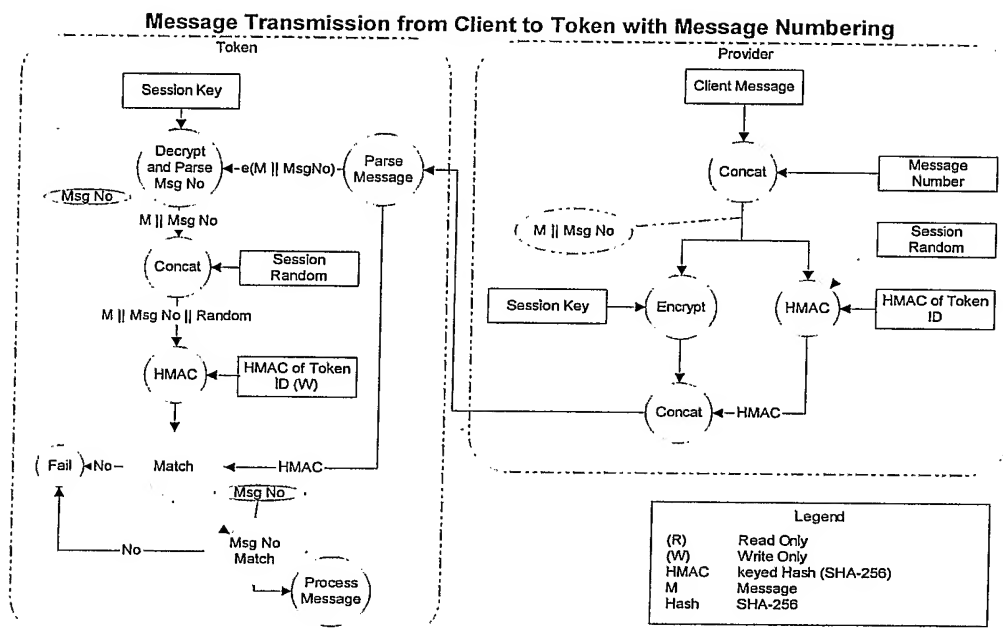 Message Transmission from Client to Token with Message Numbering
Token
Provider
Session Key
Client Message
Decrypt
and Parse
Msg No
e(M || MsgNo)
Parse
Message
Concat
Message
Number
Msg No
M || Msg No
M || Msg No
Session
Random
Concat
Session
Random
Session Key
Encrypt
HMAC
HMAC of Token
ID
M || Msg No || Random
HMAC
HMAC of Token
ID (W)
Concat
HMAC
Fail
No
Match
HMAC
Msg No
No
Msg No
Match
Process
Message
Legend
(R) Read Only
(W) Write Only
HMAC keyed Hash (SHA-256)
M Message
Hash SHA-256